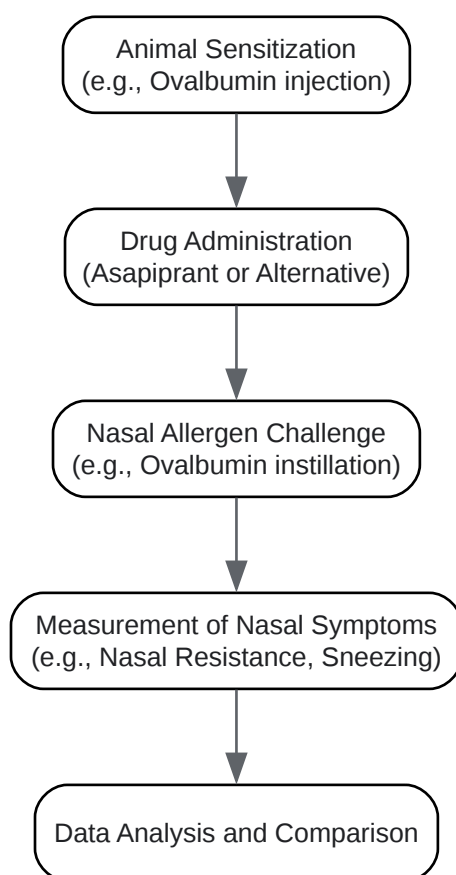 Animal Sensitization
(e.g., Ovalbumin injection)
Drug Administration
(Asapiprant or Alternative)
Nasal Allergen Challenge
(e.g., Ovalbumin instillation)
Measurement of Nasal Symptoms
(e.g., Nasal Resistance, Sneezing)
Data Analysis and Comparison